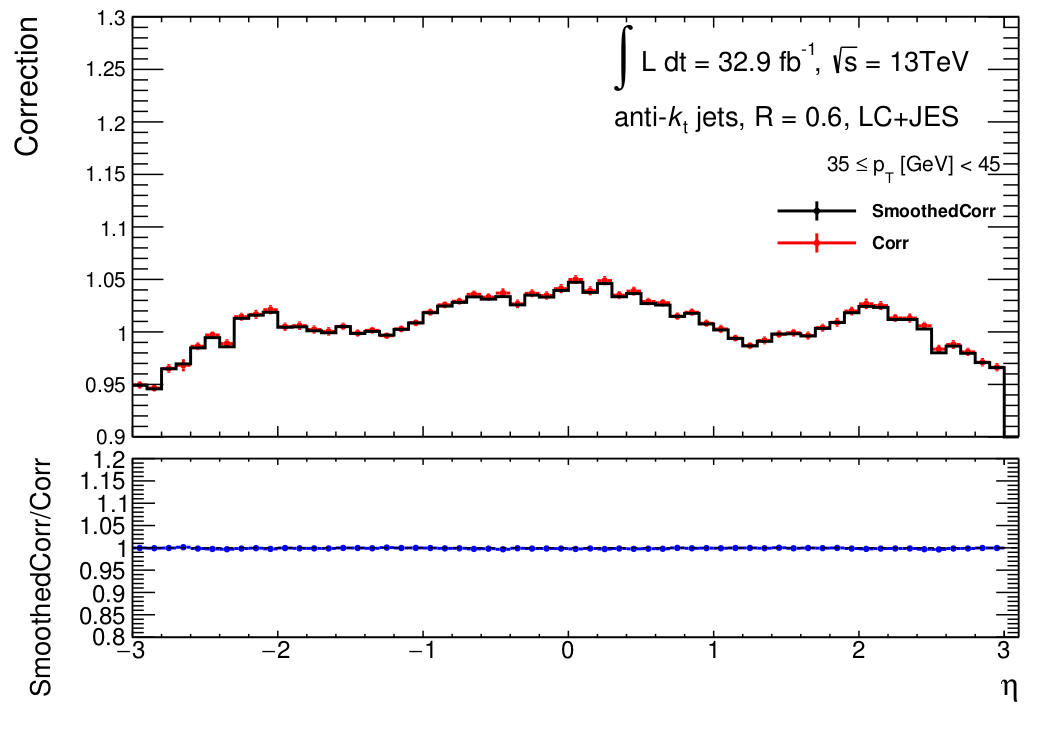 Correction
1.3
1.25
1.2
1.15
1.1
1.05
1
0.95
0.9
∫ L dt = 32.9 fb⁻¹, √s = 13TeV
anti-kₜ jets, R = 0.6, LC+JES
35 ≤ p_T [GeV] < 45
SmoothedCorr
Corr
SmoothedCorr/Corr
1.2
1.15
1.1
1.05
1
0.95
0.9
0.85
0.8
−3 −2 −1 0 1 2 3
η